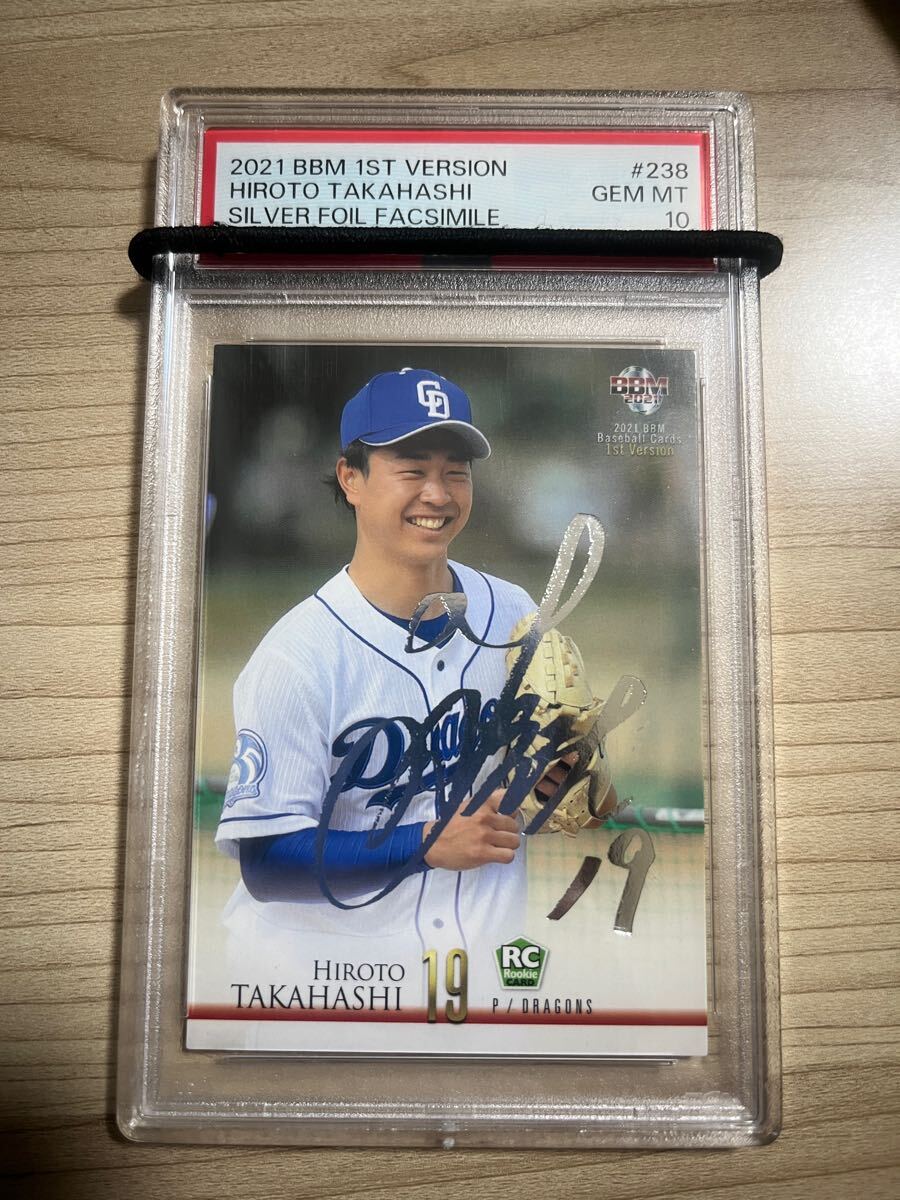 2021 BBM 1ST VERSION #238
HIROTO TAKAHASHI GEM MT
SILVER FOIL FACSIMILE 10
CD
BBM
2021
2021 BBM
Baseball Cards
1st Version
Dragons
19
HIROTO
TAKAHASHI
19
RC
Rookie
CARD
P / DRAGONS